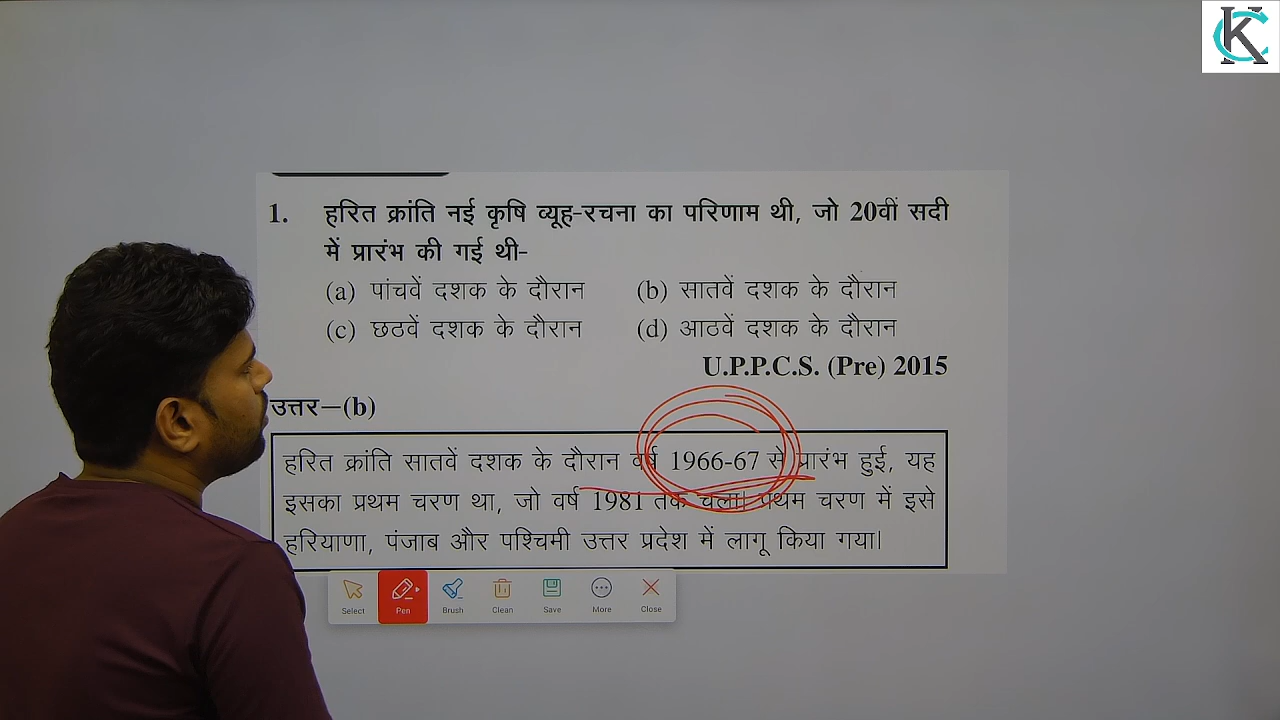 1. हरित क्रांति नई कृषि व्यूह-रचना का परिणाम थी, जो 20वीं सदी
में प्रारंभ की गई थी-
(a) पांचवें दशक के दौरान (b) सातवें दशक के दौरान
(c) छठवें दशक के दौरान (d) आठवें दशक के दौरान
U.P.P.C.S. (Pre) 2015
उत्तर—(b)
हरित क्रांति सातवें दशक के दौरान वर्ष 1966-67 से प्रारंभ हुई, यह
इसका प्रथम चरण था, जो वर्ष 1981 तक चला। प्रथम चरण में इसे
हरियाणा, पंजाब और पश्चिमी उत्तर प्रदेश में लागू किया गया।
Select Pen Brush Clean Save More Close
KC